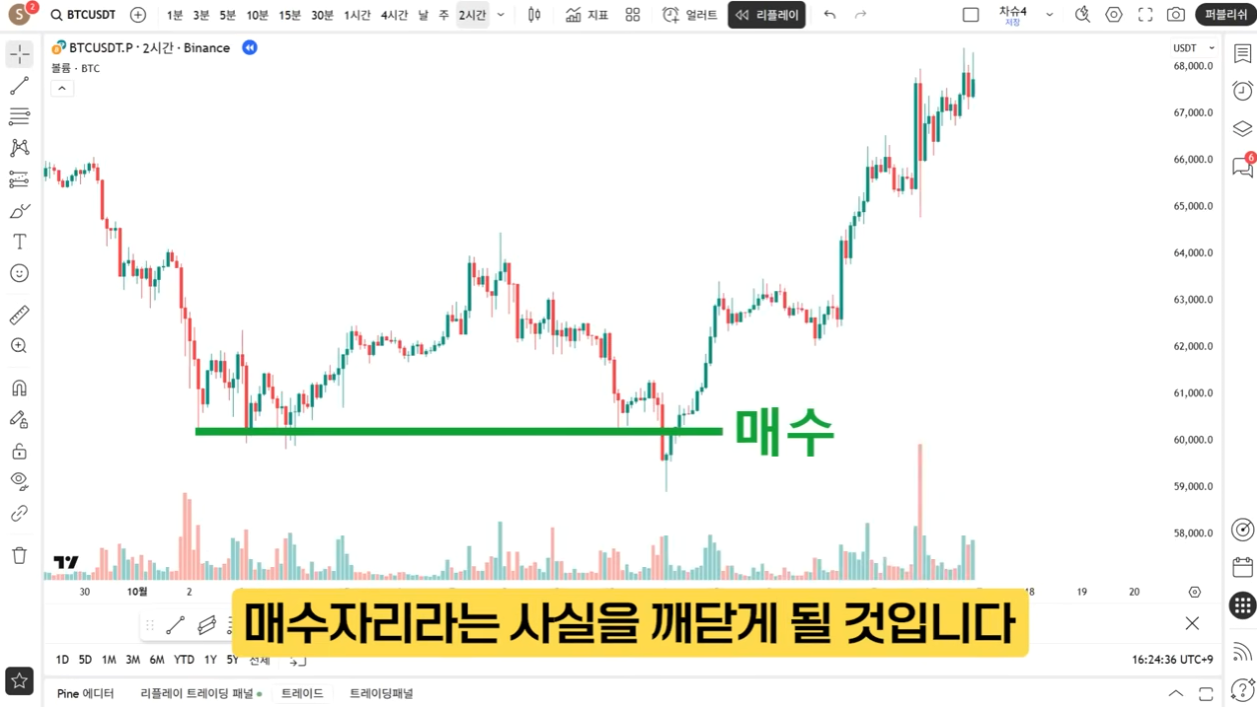 S 2 BTCUSDT 1분 3분 5분 10분 15분 30분 1시간 4시간 날 주 2시간 지표 얼러트 리플레이 차슈4 저장 퍼블리쉬
BTCUSDT.P · 2시간 · Binance
볼륨 · BTC
USDT
68,000.0
67,000.0
66,000.0
65,000.0
64,000.0
63,000.0
62,000.0
61,000.0
60,000.0
59,000.0
58,000.0
6
매수
30 10월 2 18 19 20
매수자리라는 사실을 깨닫게 될 것입니다
1D 5D 1M 3M 6M YTD 1Y 5Y 전체 16:24:36 UTC+9
Pine 에디터 리플레이 트레이딩 패널 트레이드 트레이딩패널